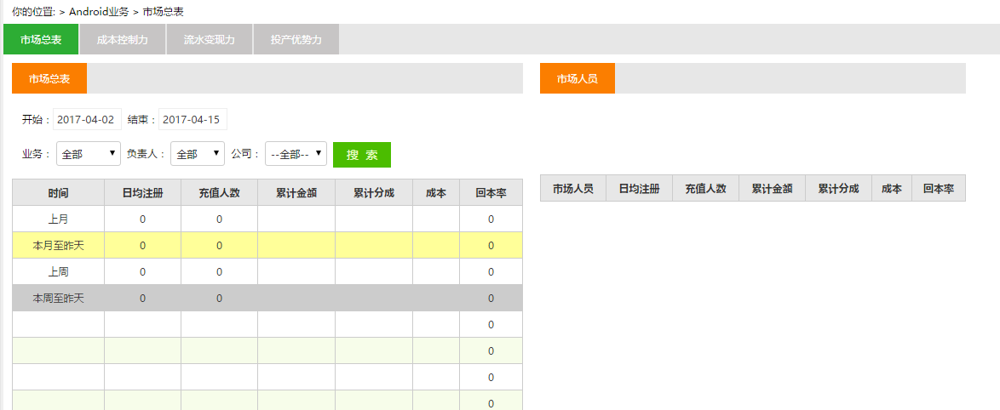 你的位置: > Android业务 > 市场总表
市场总表 成本控制力 流水变现力 投产优势力
市场总表
开始：2017-04-02 结束：2017-04-15
业务：全部 负责人：全部 公司：--全部-- 搜 索
时间 日均注册 充值人数 累计金额 累计分成 成本 回本率
上月 0 0 0
本月至昨天 0 0 0
上周 0 0 0
本周至昨天 0 0 0
0
0
0
0
市场人员
市场人员 日均注册 充值人数 累计金额 累计分成 成本 回本率